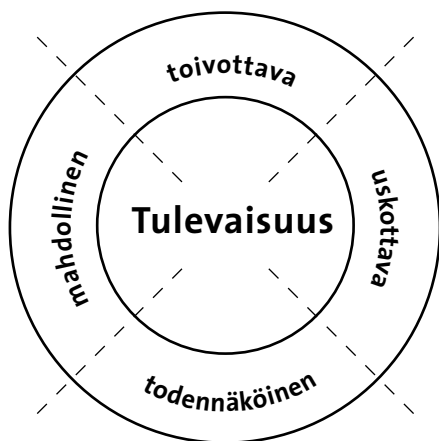 toivottava
mahdollinen
Tulevaisuus
uskottava
todennäköinen